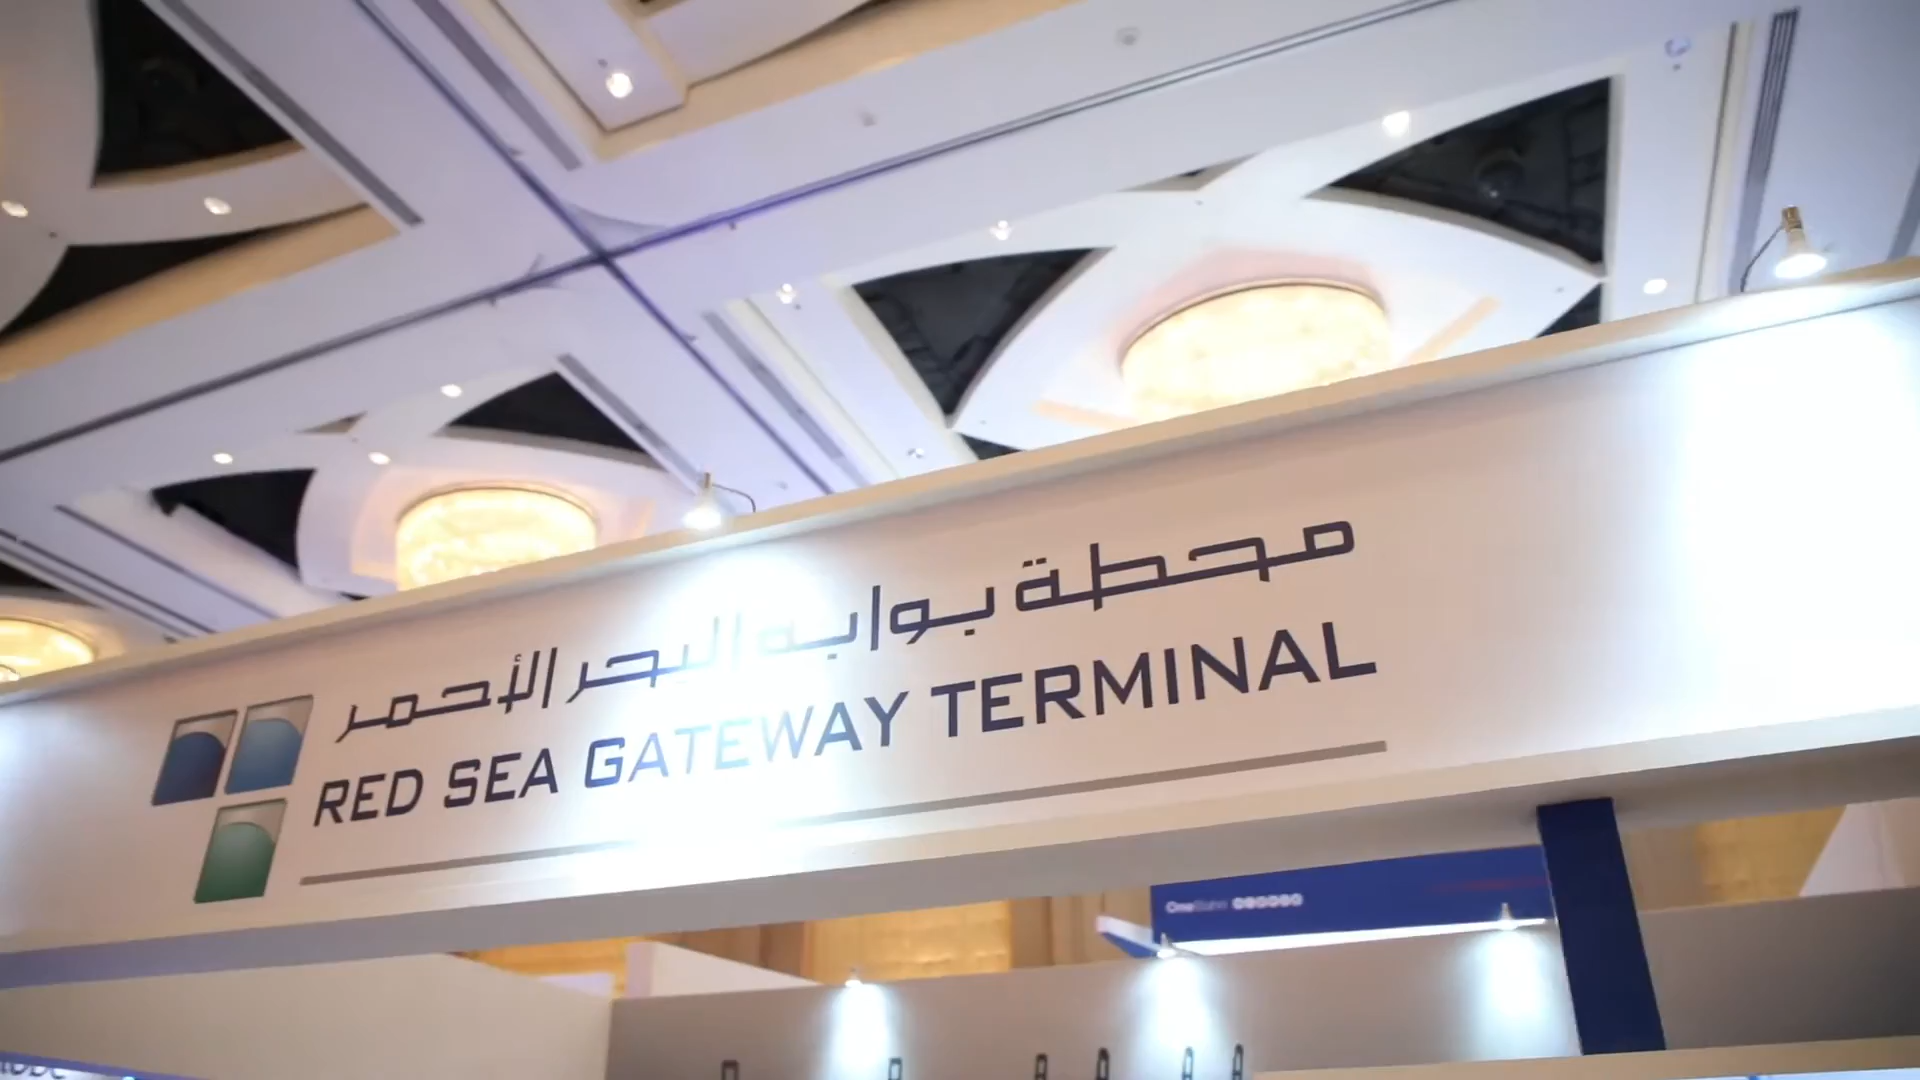 محطة بوابة البحر الأحمر
RED SEA GATEWAY TERMINAL